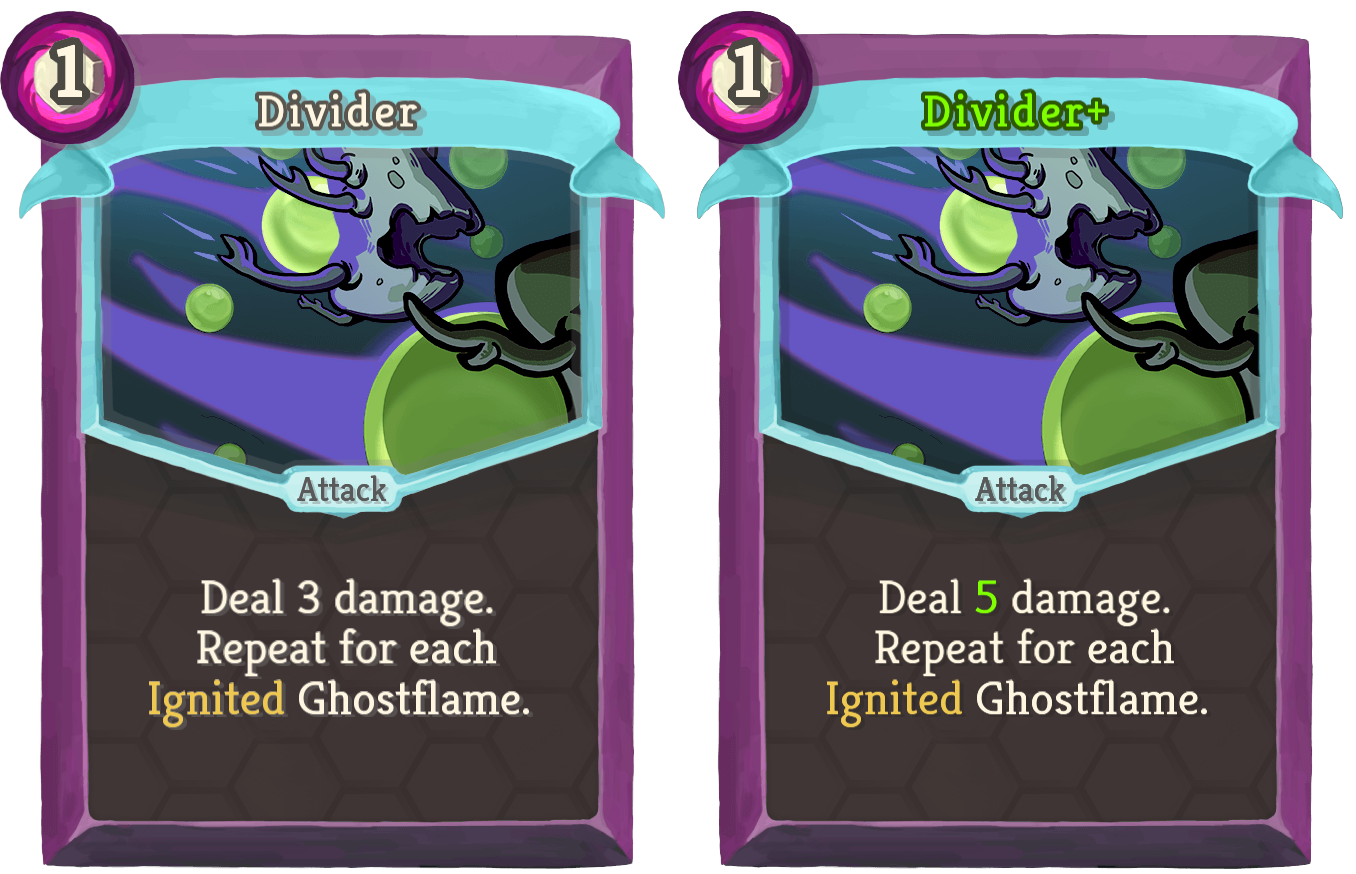 1
Divider
Attack
Deal 3 damage.
Repeat for each
Ignited Ghostflame.
1
Divider+
Attack
Deal 5 damage.
Repeat for each
Ignited Ghostflame.